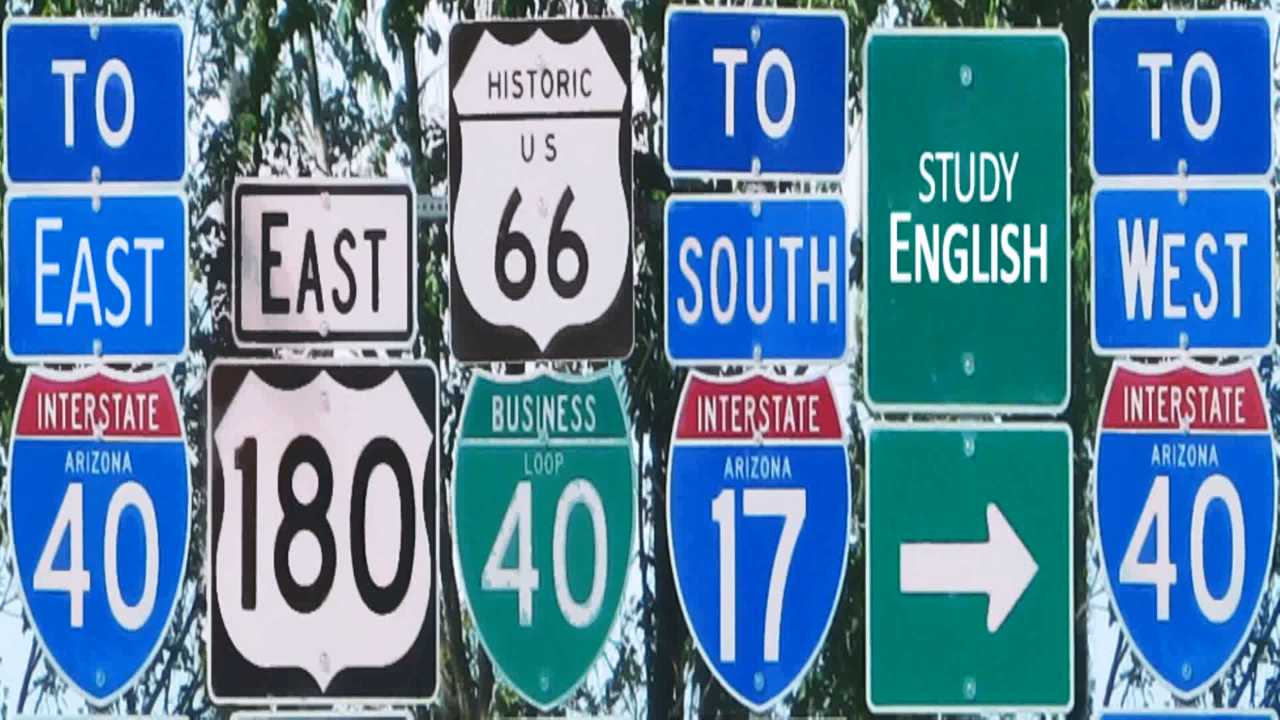 TO
EAST
INTERSTATE
ARIZONA
40
EAST
180
HISTORIC
US
66
BUSINESS
LOOP
40
TO
SOUTH
INTERSTATE
ARIZONA
17
STUDY
ENGLISH
TO
WEST
INTERSTATE
ARIZONA
40